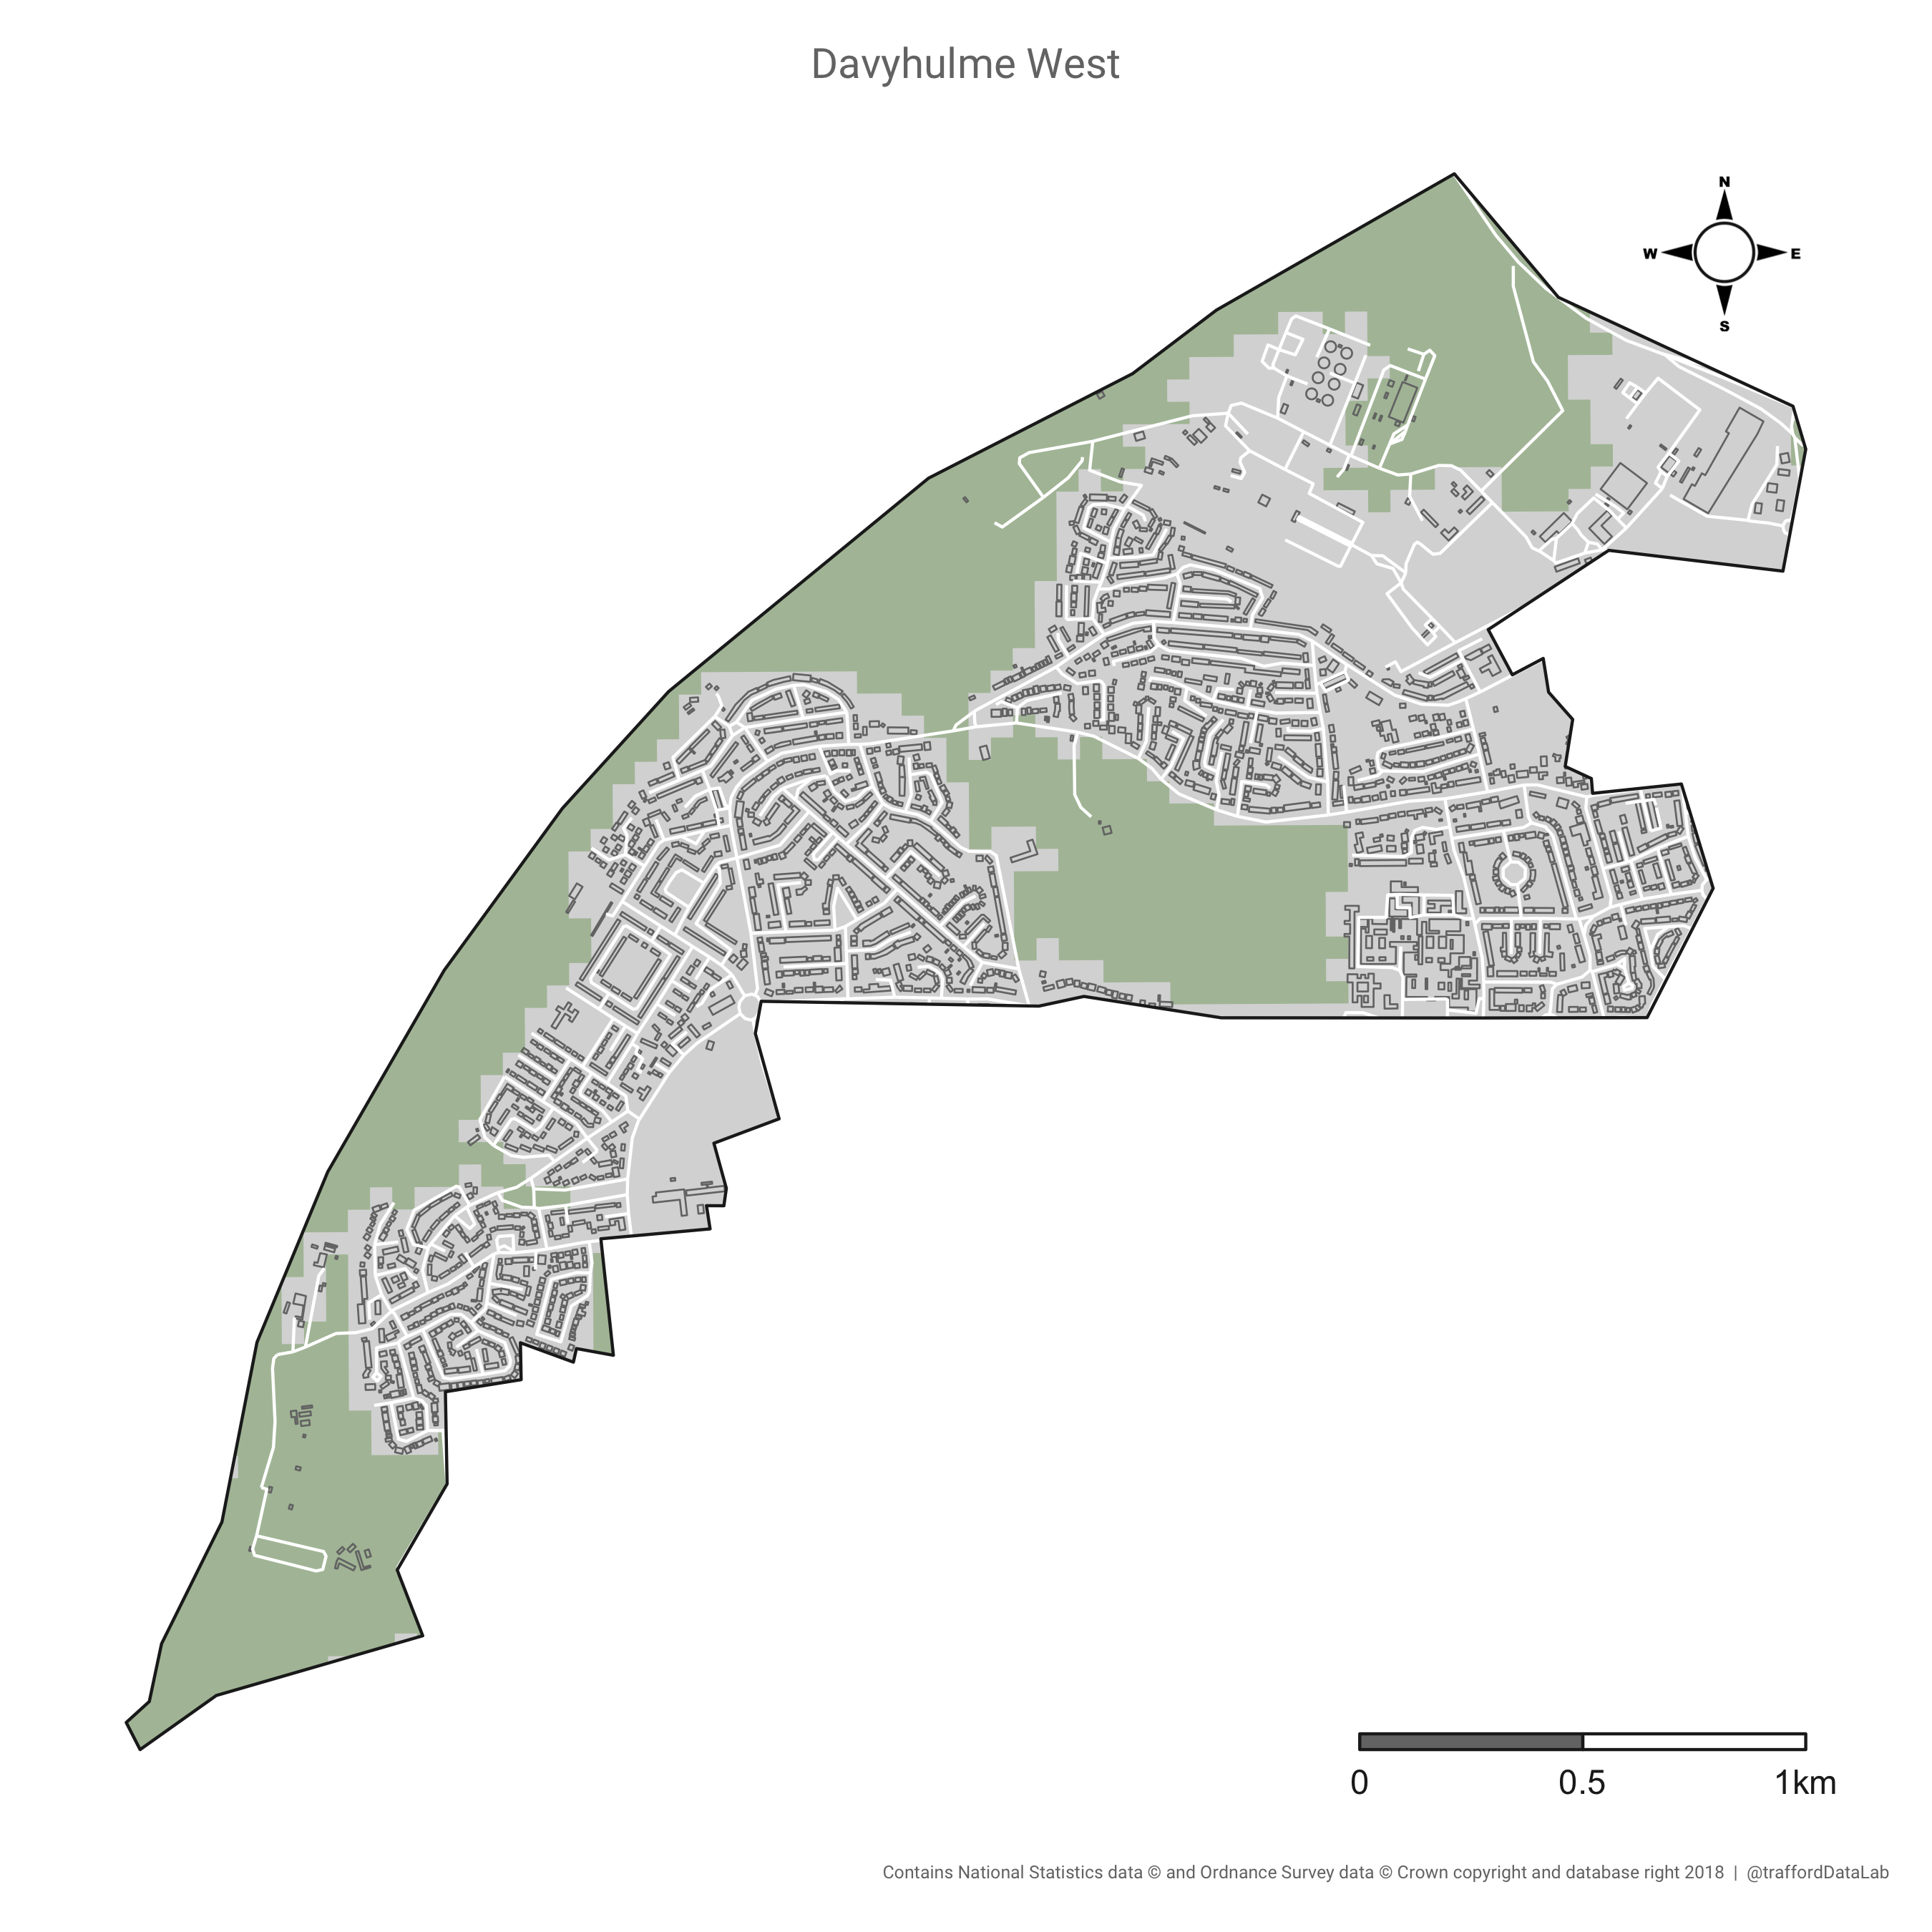 Davyhulme West
N
W E
S
0 0.5 1km
Contains National Statistics data © and Ordnance Survey data © Crown copyright and database right 2018 | @traffordDataLab